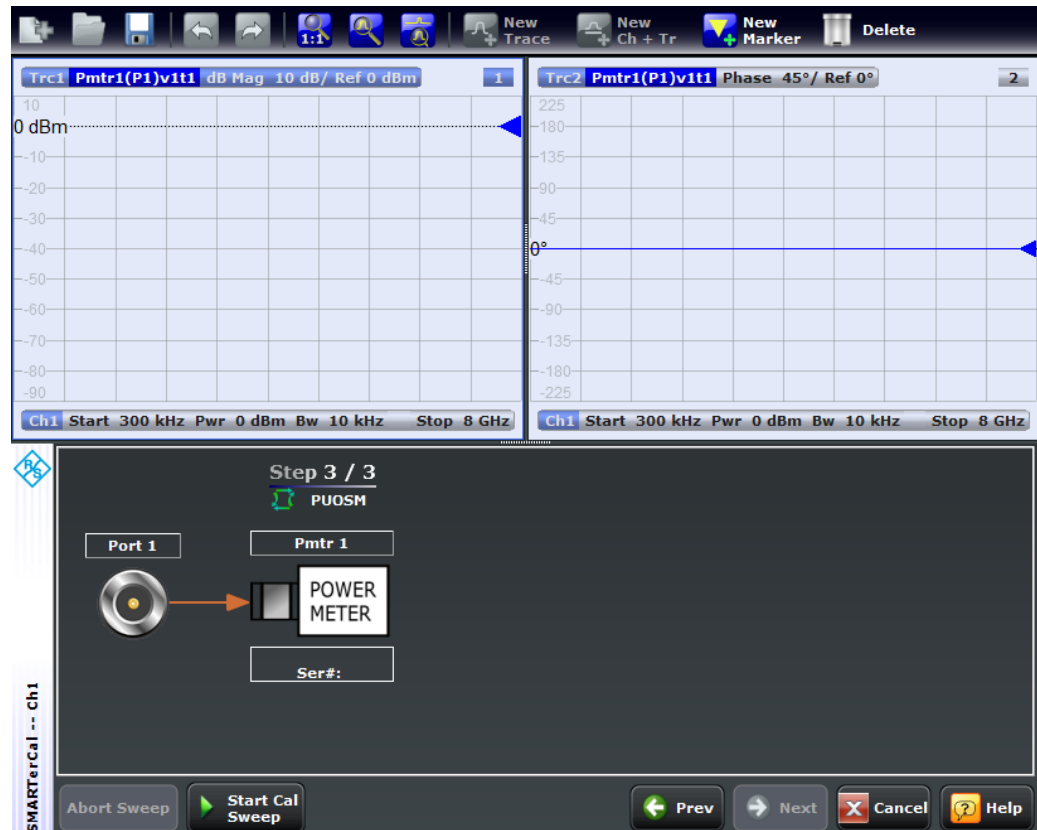 1:1
New Trace
New Ch + Tr
New Marker
Delete
Trc1 Pmtr1(P1)v1t1 dB Mag 10 dB/ Ref 0 dBm 1
10
0 dBm
-10
-20
-30
-40
-50
-60
-70
-80
-90
Ch1 Start 300 kHz Pwr 0 dBm Bw 10 kHz Stop 8 GHz
Trc2 Pmtr1(P1)v1t1 Phase 45°/ Ref 0° 2
225
180
135
90
45
0°
-45
-90
-135
-180
-225
Ch1 Start 300 kHz Pwr 0 dBm Bw 10 kHz Stop 8 GHz
R&S
SMARTerCal -- Ch1
Step 3 / 3
PUOSM
Port 1
Pmtr 1
POWER
METER
Ser#:
Abort Sweep
Start Cal
Sweep
Prev
Next
Cancel
Help